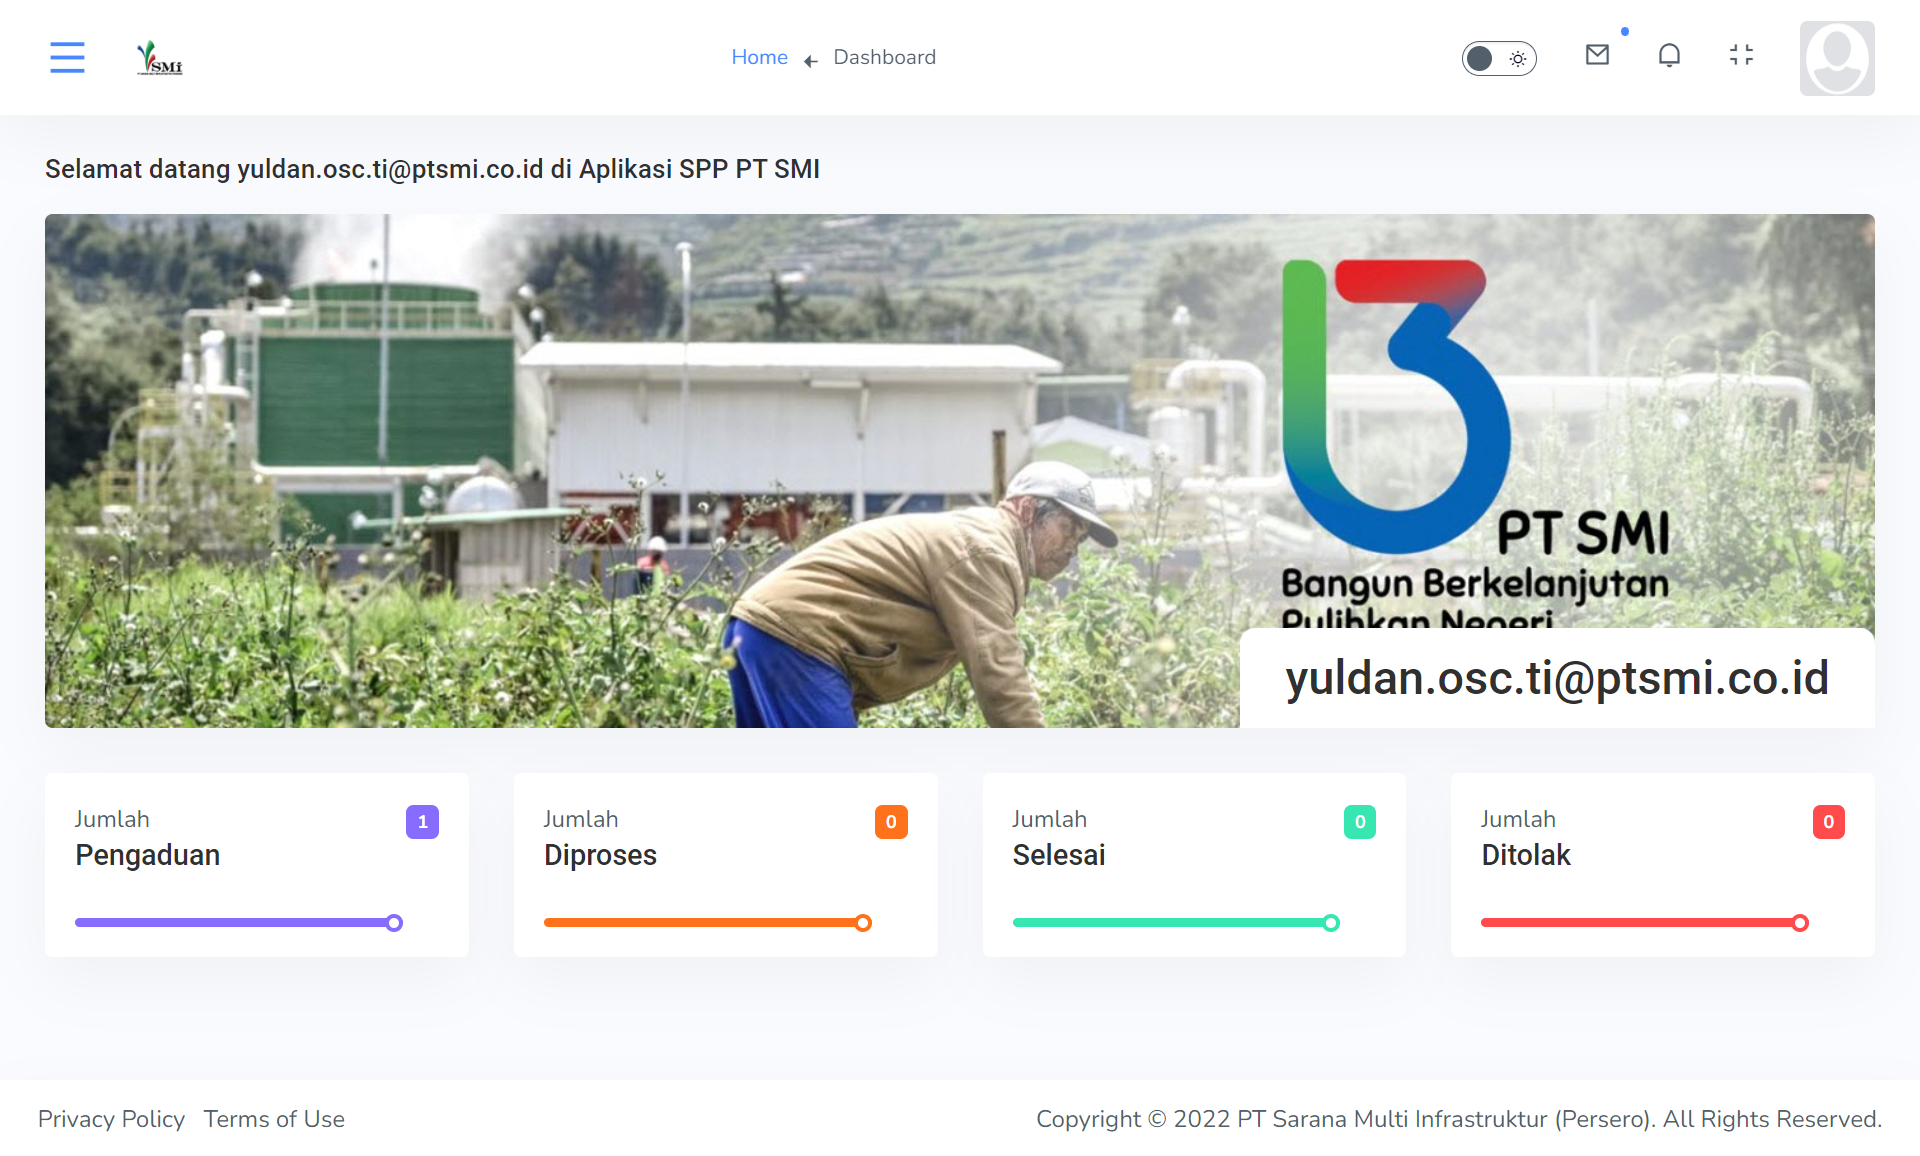 SMi
Home
Dashboard
Selamat datang yuldan.osc.ti@ptsmi.co.id di Aplikasi SPP PT SMI
PT SMI
Bangun Berkelanjutan
Pulihkan Negeri
yuldan.osc.ti@ptsmi.co.id
Jumlah 1
Pengaduan
Jumlah 0
Diproses
Jumlah 0
Selesai
Jumlah 0
Ditolak
Privacy Policy Terms of Use
Copyright © 2022 PT Sarana Multi Infrastruktur (Persero). All Rights Reserved.